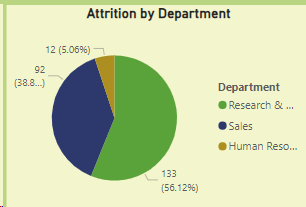 Attrition by Department
12 (5.06%)
92
(38.8...)
Department
Research & ...
Sales
Human Reso...
133
(56.12%)